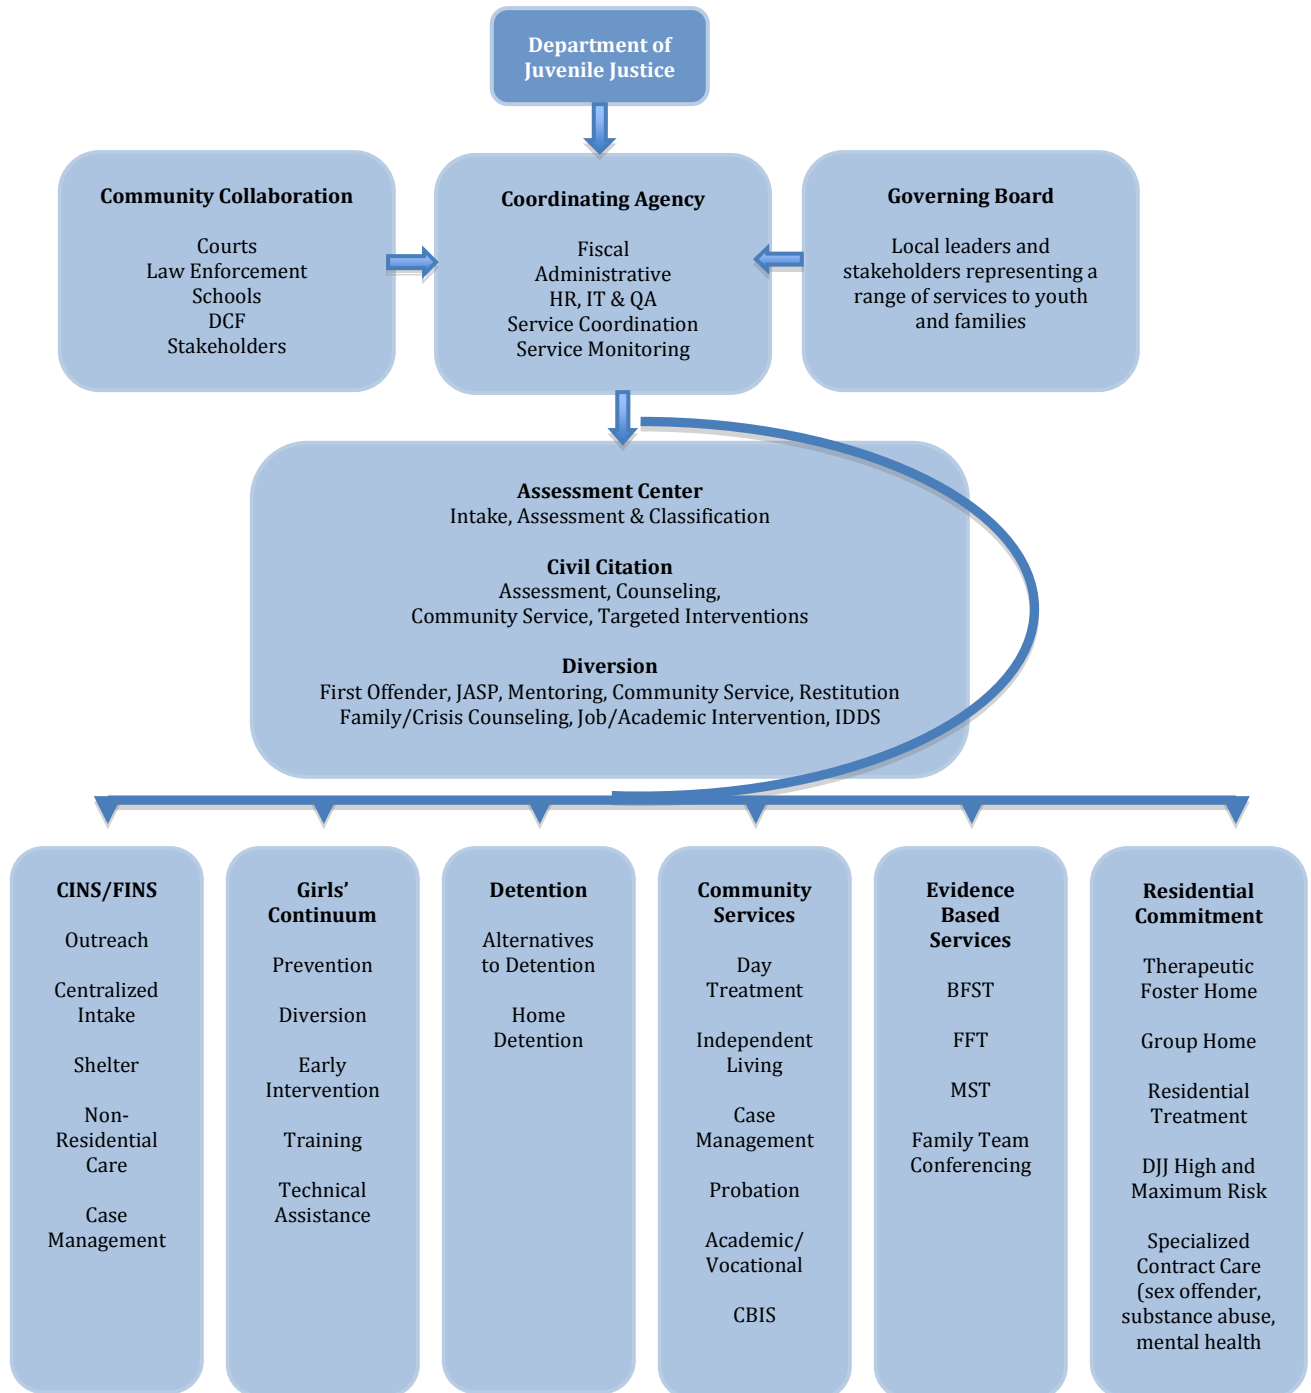 Department of
Juvenile Justice
Community Collaboration
Courts
Law Enforcement
Schools
DCF
Stakeholders
Coordinating Agency
Fiscal
Administrative
HR, IT & QA
Service Coordination
Service Monitoring
Governing Board
Local leaders and
stakeholders representing a
range of services to youth
and families
Assessment Center
Intake, Assessment & Classification
Civil Citation
Assessment, Counseling,
Community Service, Targeted Interventions
Diversion
First Offender, JASP, Mentoring, Community Service, Restitution
Family/Crisis Counseling, Job/Academic Intervention, IDDS
CINS/FINS
Outreach
Centralized
Intake
Shelter
Non-
Residential
Care
Case
Management
Girls'
Continuum
Prevention
Diversion
Early
Intervention
Training
Technical
Assistance
Detention
Alternatives
to Detention
Home
Detention
Community
Services
Day
Treatment
Independent
Living
Case
Management
Probation
Academic/
Vocational
CBIS
Evidence
Based
Services
BFST
FFT
MST
Family Team
Conferencing
Residential
Commitment
Therapeutic
Foster Home
Group Home
Residential
Treatment
DJJ High and
Maximum Risk
Specialized
Contract Care
(sex offender,
substance abuse,
mental health